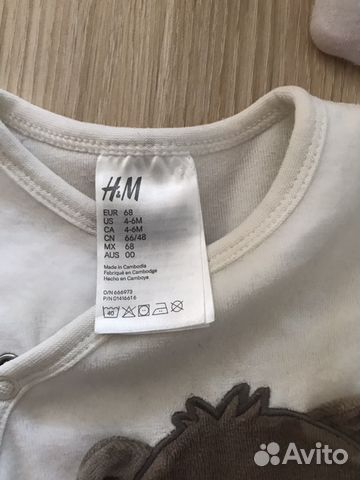 H&M
EUR 68
US 4-6M
CA 4-6M
CN 66/48
MX 68
AUS 00
Made in Cambodia
Fabriqué en Cambodge
Hecho en Camboya
O/N 666973
P/N 01416616
40
Avito